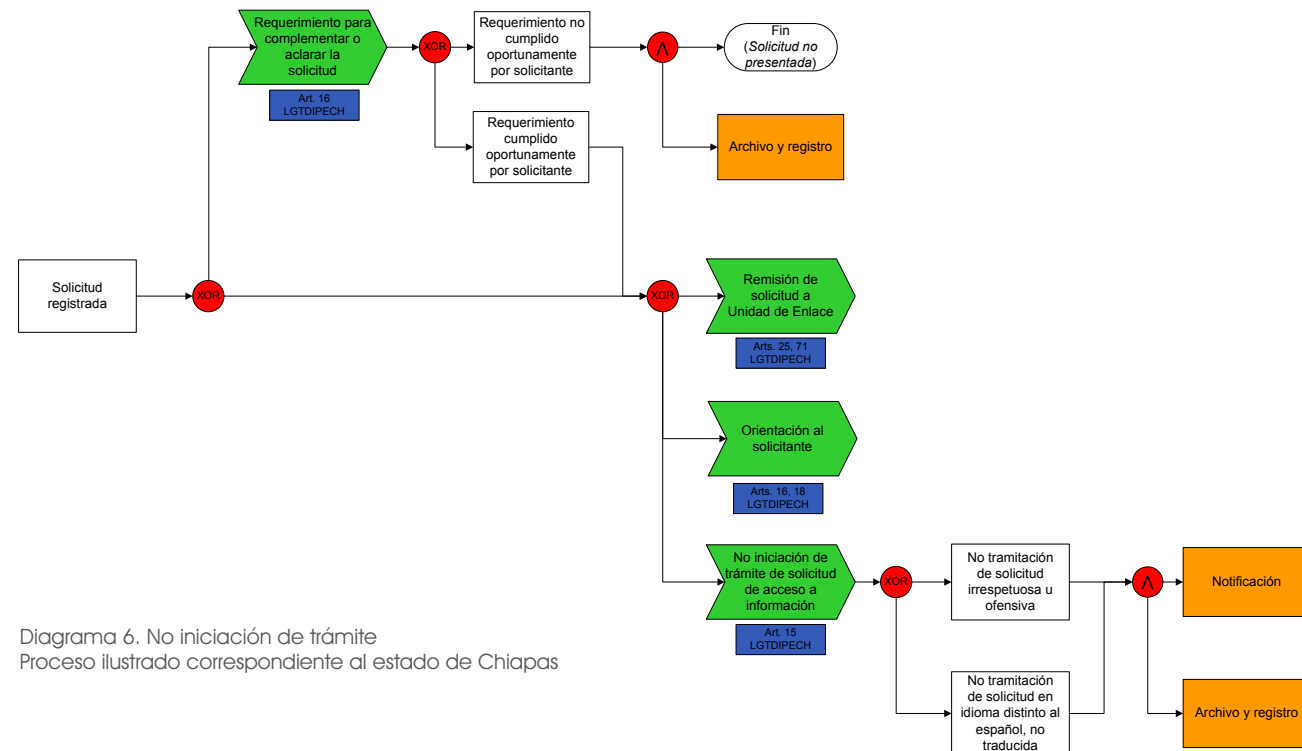 Requerimiento para
complementar o
aclarar la
solicitud
Art. 16
LGTDIPECH
XOR
Requerimiento no
cumplido
oportunamente
por solicitante
Λ
Fin
(Solicitud no
presentada)
Requerimiento
cumplido
oportunamente
por solicitante
Archivo y registro
Solicitud
registrada
XOR
XOR
Remisión de
solicitud a
Unidad de Enlace
Arts. 25, 71
LGTDIPECH
Orientación al
solicitante
Arts. 16, 18
LGTDIPECH
No iniciación de
trámite de solicitud
de acceso a
información
Art. 15
LGTDIPECH
XOR
No tramitación
de solicitud
irrespetuosa u
ofensiva
Λ
Notificación
No tramitación
de solicitud en
idioma distinto al
español, no
traducida
Archivo y registro
Diagrama 6. No iniciación de trámite
Proceso ilustrado correspondiente al estado de Chiapas